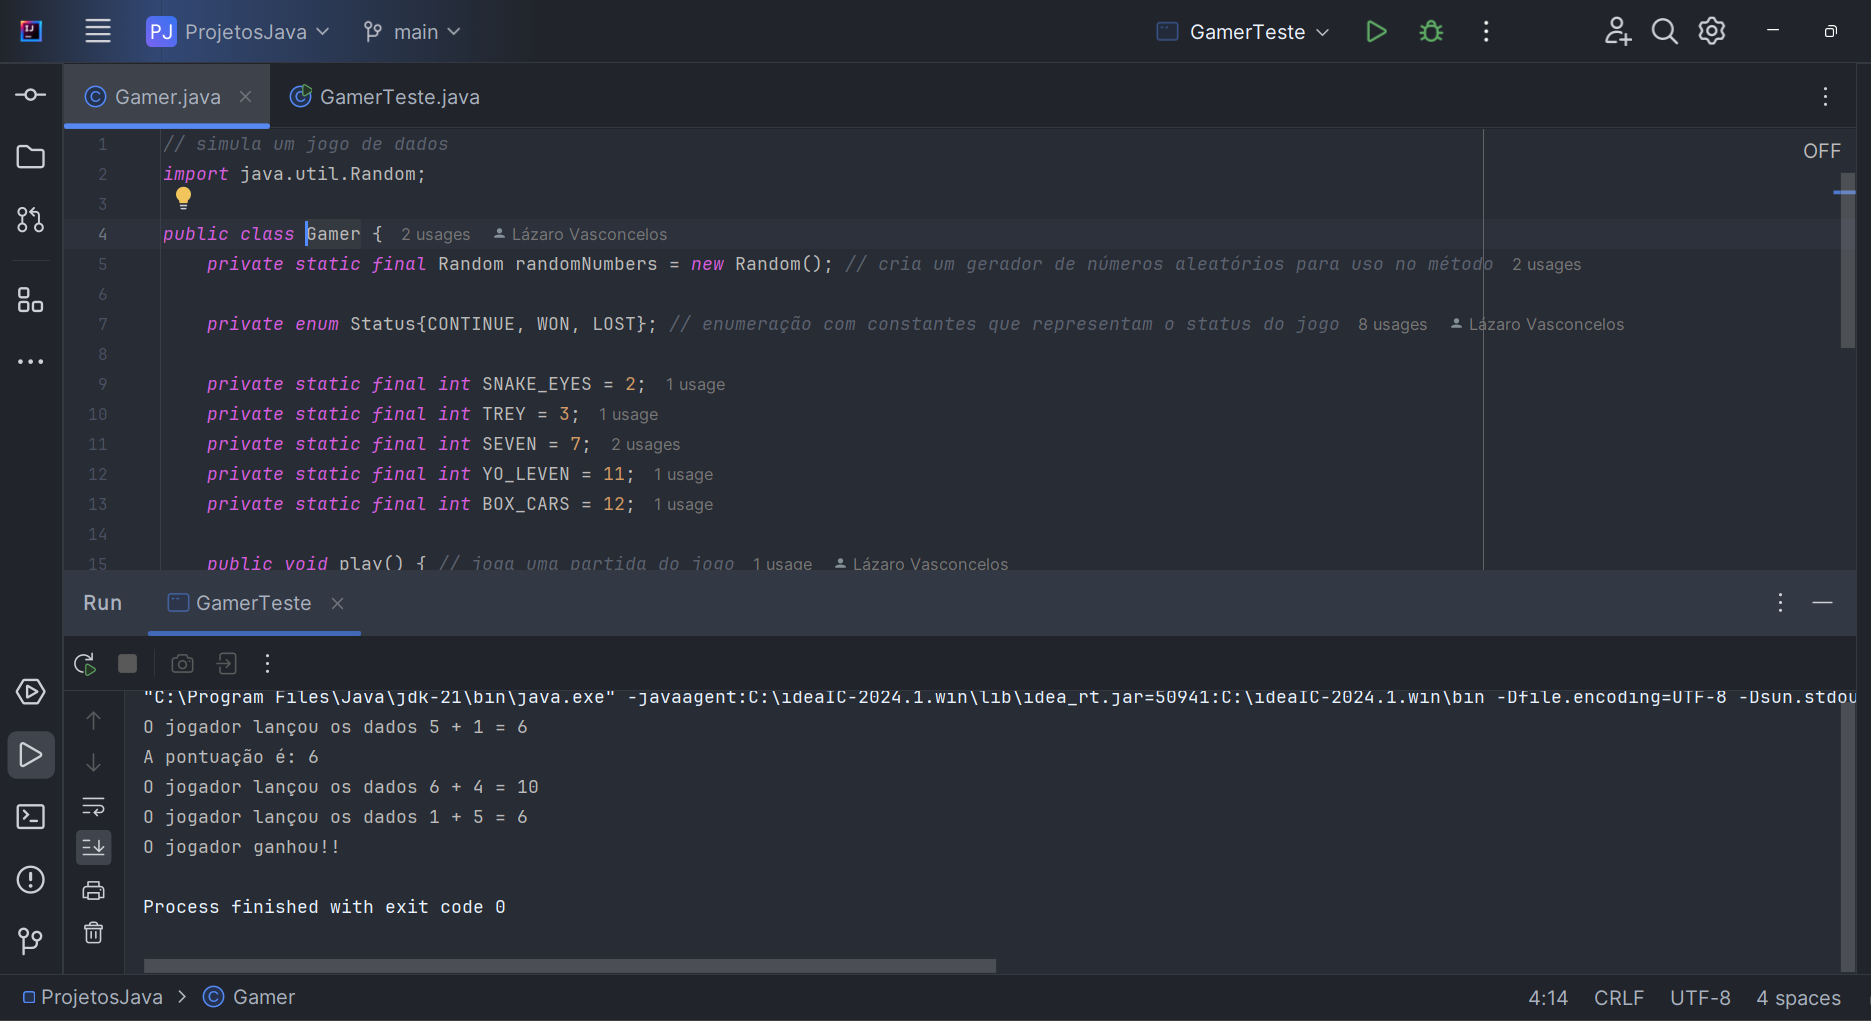 PJ ProjetosJava main GamerTeste
Gamer.java GamerTeste.java
OFF
1 // simula um jogo de dados
2 import java.util.Random;
3
4 public class Gamer { 2 usages Lázaro Vasconcelos
5 private static final Random randomNumbers = new Random(); // cria um gerador de números aleatórios para uso no método 2 usages
6
7 private enum Status{CONTINUE, WON, LOST}; // enumeração com constantes que representam o status do jogo 8 usages Lázaro Vasconcelos
8
9 private static final int SNAKE_EYES = 2; 1 usage
10 private static final int TREY = 3; 1 usage
11 private static final int SEVEN = 7; 2 usages
12 private static final int YO_LEVEN = 11; 1 usage
13 private static final int BOX_CARS = 12; 1 usage
14
15 public void play() { // joga uma partida do jogo 1 usage Lázaro Vasconcelos
Run GamerTeste
"C:\Program Files\Java\jdk-21\bin\java.exe" -javaagent:C:\ideaIC-2024.1.win\lib\idea_rt.jar=50941:C:\ideaIC-2024.1.win\bin -Dfile.encoding=UTF-8 -Dsun.stdou
O jogador lançou os dados 5 + 1 = 6
A pontuação é: 6
O jogador lançou os dados 6 + 4 = 10
O jogador lançou os dados 1 + 5 = 6
O jogador ganhou!!
Process finished with exit code 0
ProjetosJava > Gamer 4:14 CRLF UTF-8 4 spaces